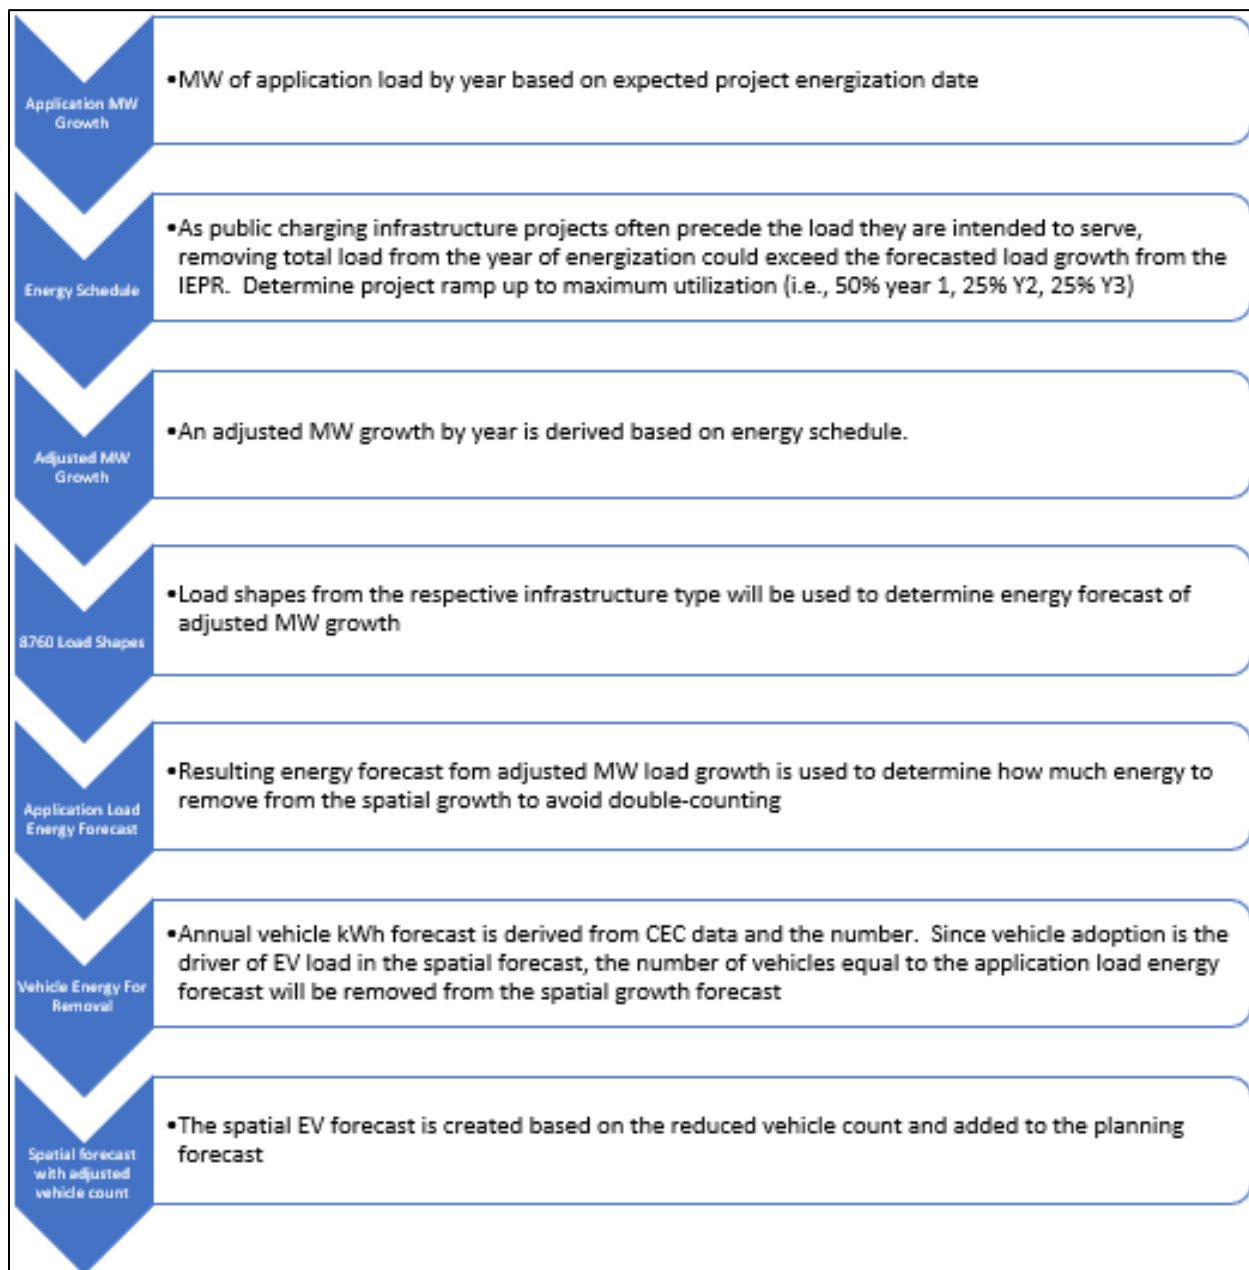 Application MW
Growth
•MW of application load by year based on expected project energization date
Energy Schedule
•As public charging infrastructure projects often precede the load they are intended to serve,
removing total load from the year of energization could exceed the forecasted load growth from the
IEPR.  Determine project ramp up to maximum utilization (i.e., 50% year 1, 25% Y2, 25% Y3)
Adjusted MW
Growth
•An adjusted MW growth by year is derived based on energy schedule.
8760 Load Shapes
•Load shapes from the respective infrastructure type will be used to determine energy forecast of
adjusted MW growth
Application Load
Energy Forecast
•Resulting energy forecast fom adjusted MW load growth is used to determine how much energy to
remove from the spatial growth to avoid double-counting
Vehicle Energy For
Removal
•Annual vehicle kWh forecast is derived from CEC data and the number.  Since vehicle adoption is the
driver of EV load in the spatial forecast, the number of vehicles equal to the application load energy
forecast will be removed from the spatial growth forecast
Spatial forecast
with adjusted
vehicle count
•The spatial EV forecast is created based on the reduced vehicle count and added to the planning
forecast